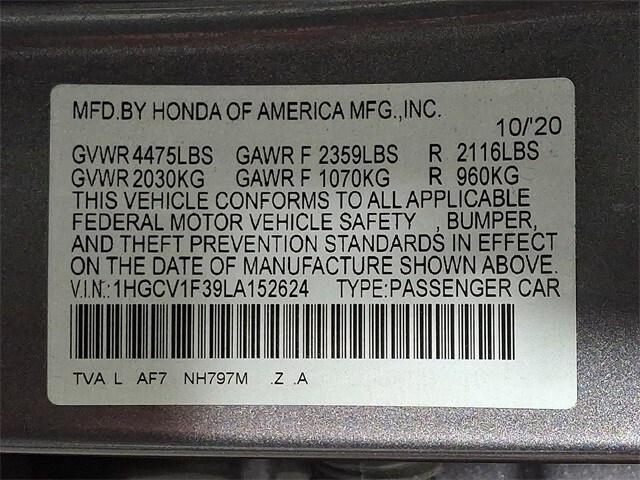 MFD.BY HONDA OF AMERICA MFG.,INC.
10/'20
GVWR 4475LBS GAWR F 2359LBS R 2116LBS
GVWR 2030KG GAWR F 1070KG R 960KG
THIS VEHICLE CONFORMS TO ALL APPLICABLE
FEDERAL MOTOR VEHICLE SAFETY , BUMPER,
AND THEFT PREVENTION STANDARDS IN EFFECT
ON THE DATE OF MANUFACTURE SHOWN ABOVE.
V.I.N.: 1HGCV1F39LA152624 TYPE:PASSENGER CAR
TVA L AF7 NH797M .Z .A